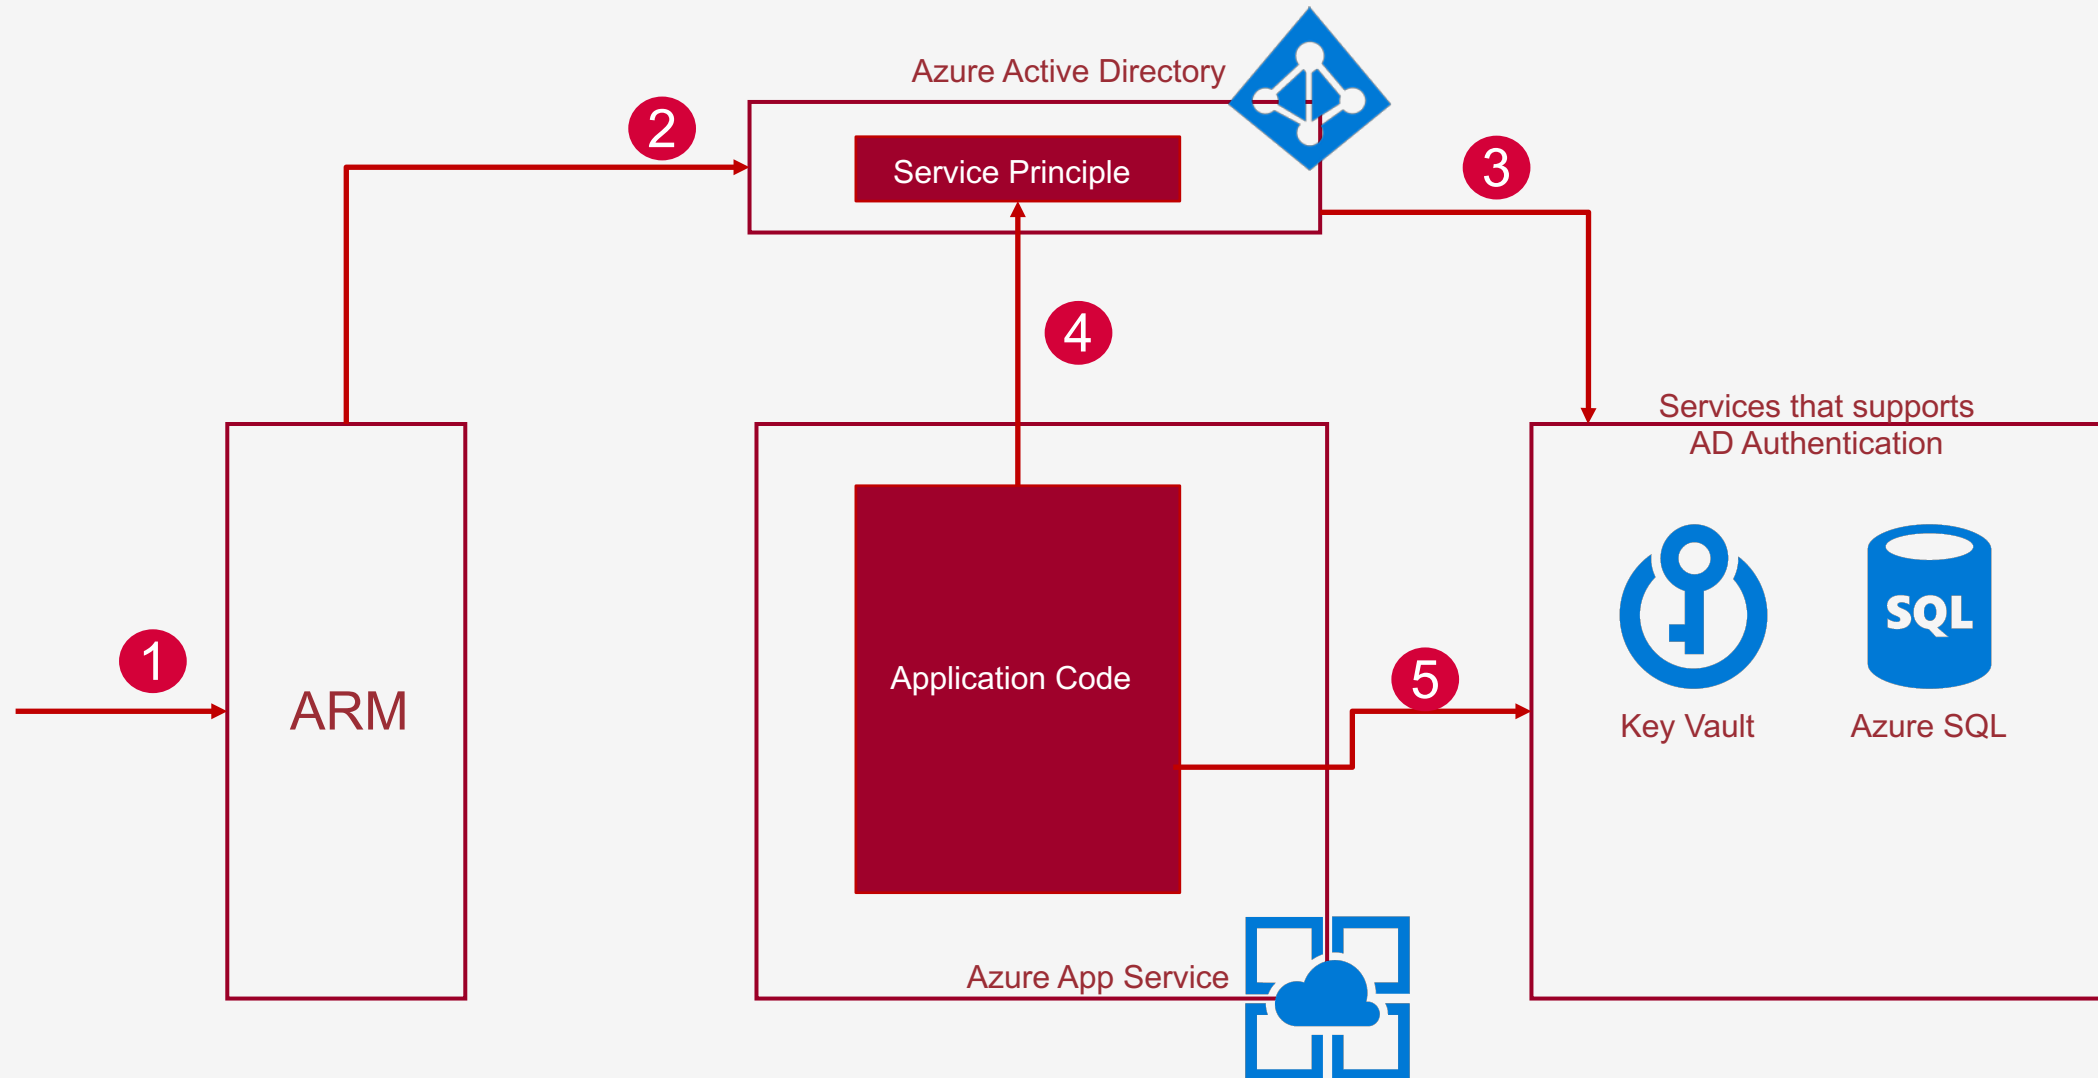 Azure Active Directory
2
Service Principle
3
4
Services that supports
AD Authentication
1
ARM
Application Code
5
SQL
Key Vault
Azure SQL
Azure App Service